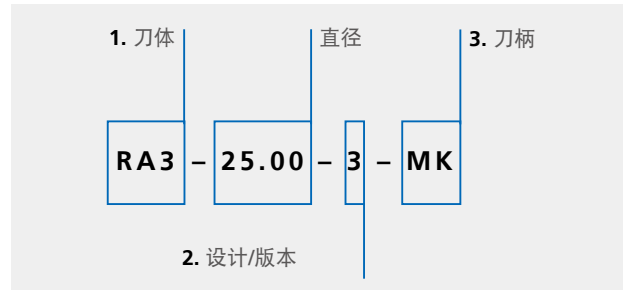 1. 刀体 直径 3. 刀柄
RA3 – 25.00 – 3 – MK
2. 设计/版本